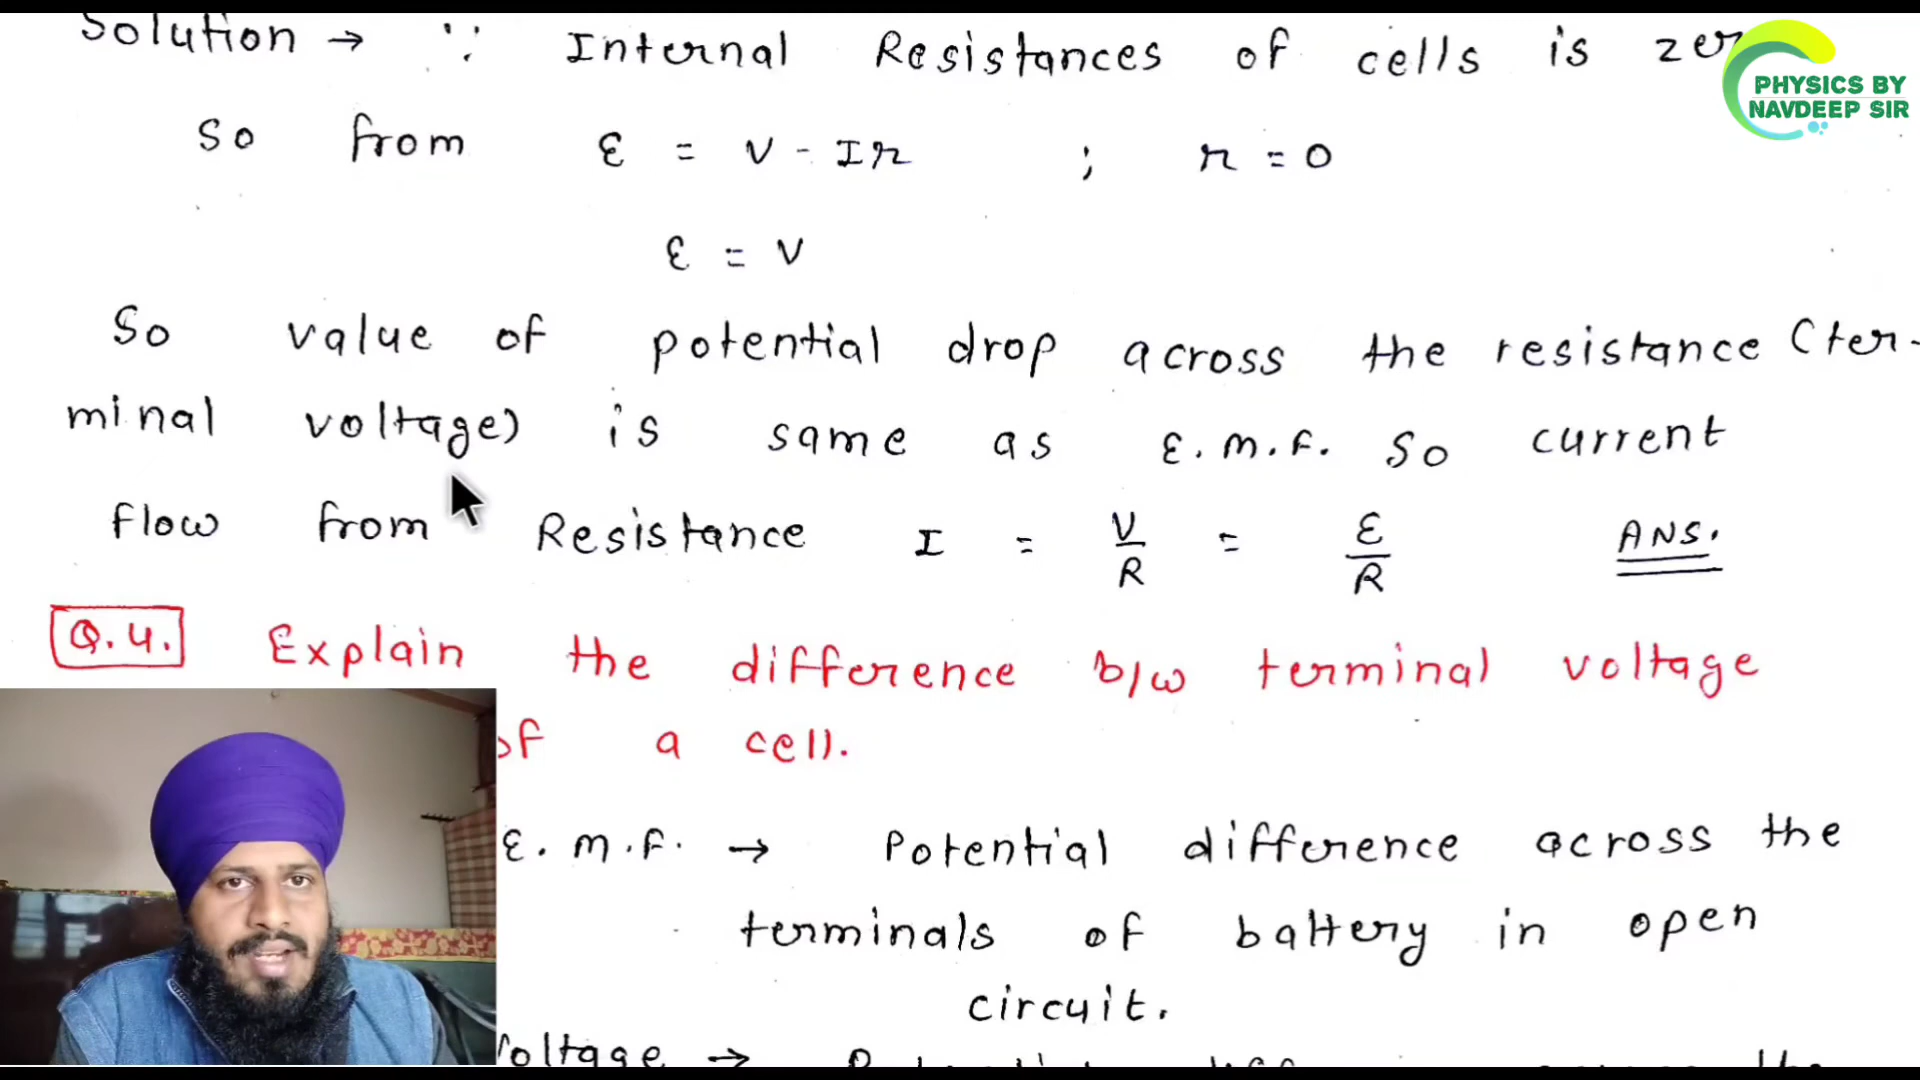 Solution → ∵ Internal Resistances of cells is
PHYSICS BY
NAVDEEP SIR
So from ε = V - Ir ; r = 0
ε = V
So value of potential drop across the resistance (ter-
minal voltage) is same as E.m.f. So current
flow from Resistance I = V/R = ε/R ANS.
Q.4. Explain the difference b/w terminal voltage
of a cell.
E.m.f. → Potential difference across the
terminals of battery in open
circuit.
Voltage →